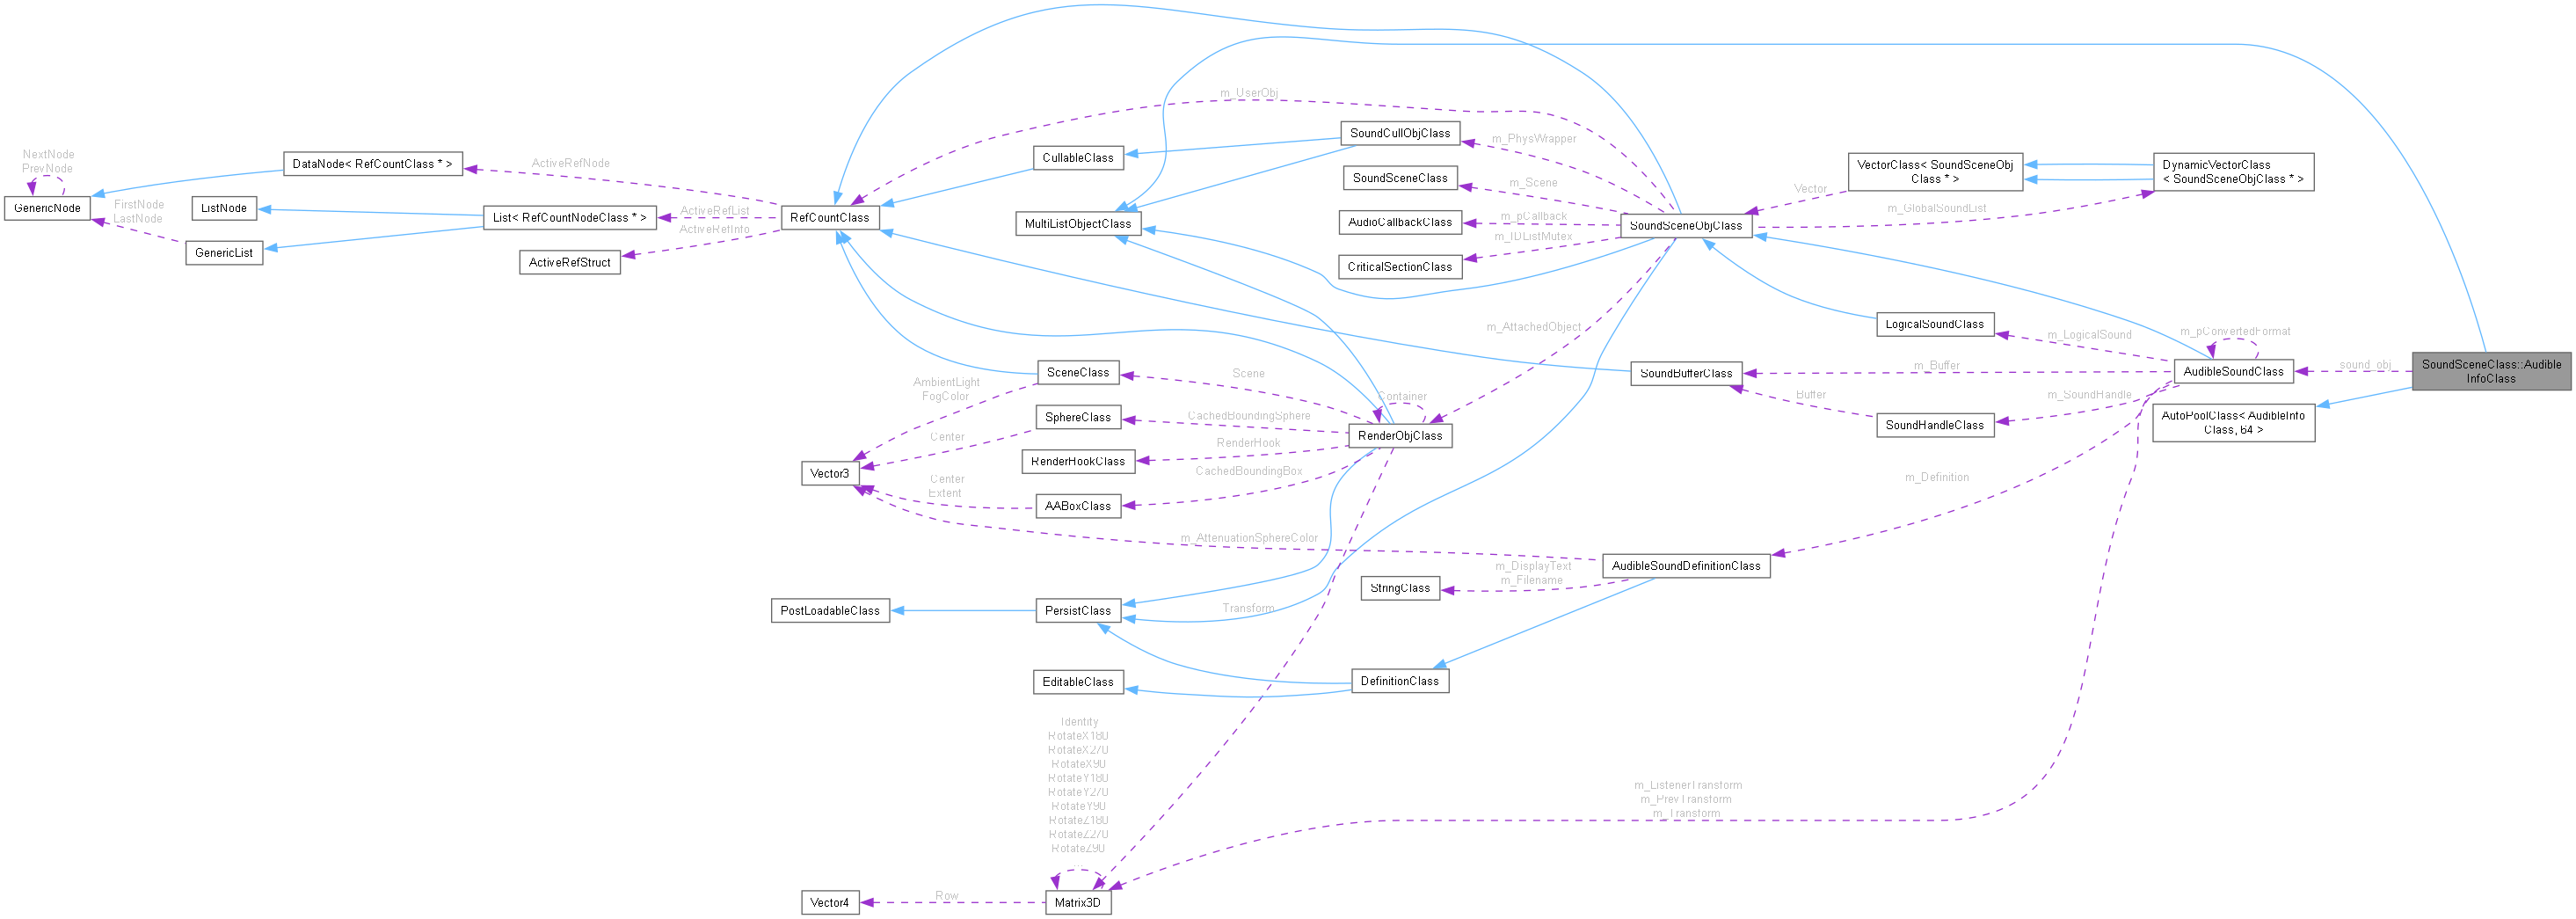 NextNode
PrevNode
GenericNode
FirstNode
LastNode
DataNode< RefCountClass * >
ListNode
GenericList
List< RefCountNodeClass * >
ActiveRefStruct
ActiveRefNode
ActiveRefList
ActiveRefInfo
RefCountClass
m_UserObj
CullableClass
MultiListObjectClass
SoundCullObjClass
SoundSceneClass
AudioCallbackClass
CriticalSectionClass
m_PhysWrapper
m_Scene
m_pCallback
m_IDListMutex
m_AttachedObject
SoundSceneObjClass
Vector
m_GlobalSoundList
VectorClass< SoundSceneObj
Class * >
DynamicVectorClass
< SoundSceneObjClass * >
LogicalSoundClass
m_LogicalSound
m_pConvertedFormat
AudibleSoundClass
sound_obj
SoundSceneClass::Audible
InfoClass
AutoPoolClass< AudibleInfo
Class, 64 >
SoundBufferClass
m_Buffer
Buffer
SoundHandleClass
m_SoundHandle
m_Definition
SceneClass
AmbientLight
FogColor
Scene
Container
SphereClass
Center
CachedBoundingSphere
RenderObjClass
RenderHookClass
RenderHook
CachedBoundingBox
AABoxClass
Center
Extent
Vector3
m_AttenuationSphereColor
AudibleSoundDefinitionClass
m_DisplayText
m_Filename
StringClass
PostLoadableClass
PersistClass
Transform
EditableClass
DefinitionClass
Identity
RotateX180
RotateX270
RotateX90
RotateY180
RotateY270
RotateY90
RotateZ180
RotateZ270
RotateZ90
...
m_ListenerTransform
m_PrevTransform
m_Transform
Vector4
Row
Matrix3D